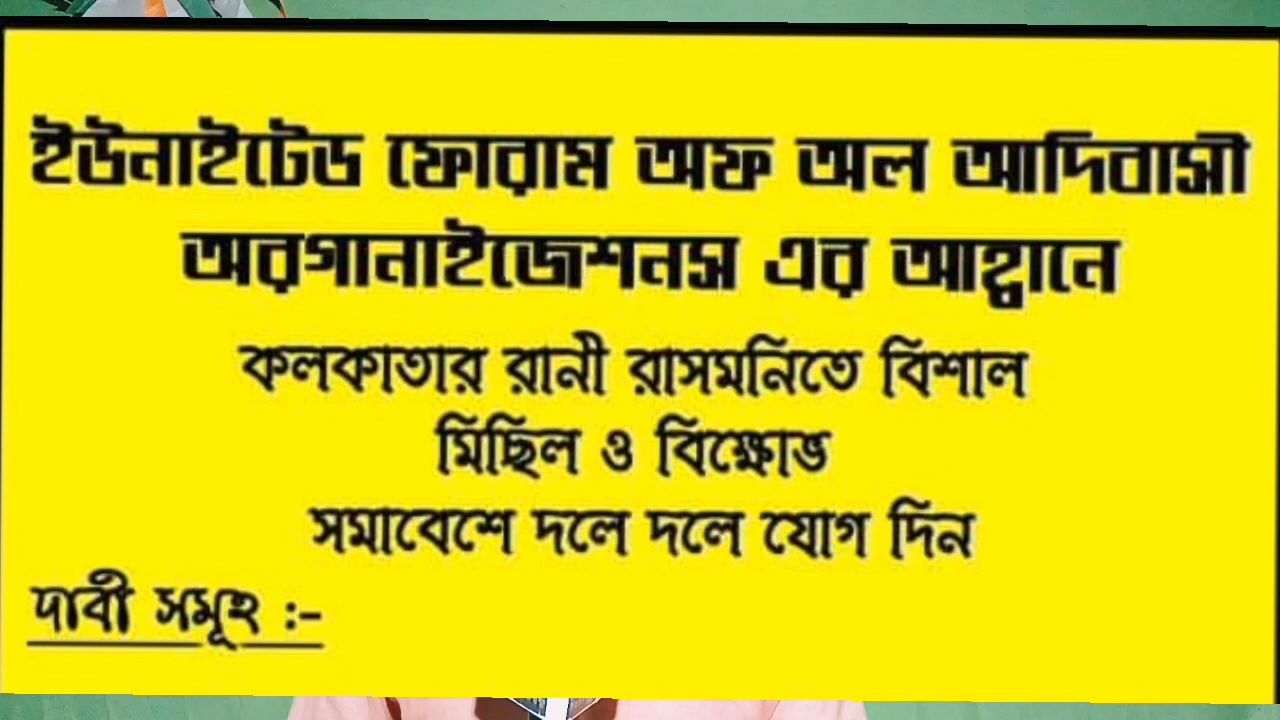 ইউনাইটেড ফোরাম অফ অল আদিবাসী
অরগানাইজেশনস এর আহ্বানে
কলকাতার রানী রাসমনিতে বিশাল
মিছিল ও বিক্ষোভ
সমাবেশে দলে দলে যোগ দিন
দাবী সমূহ :-